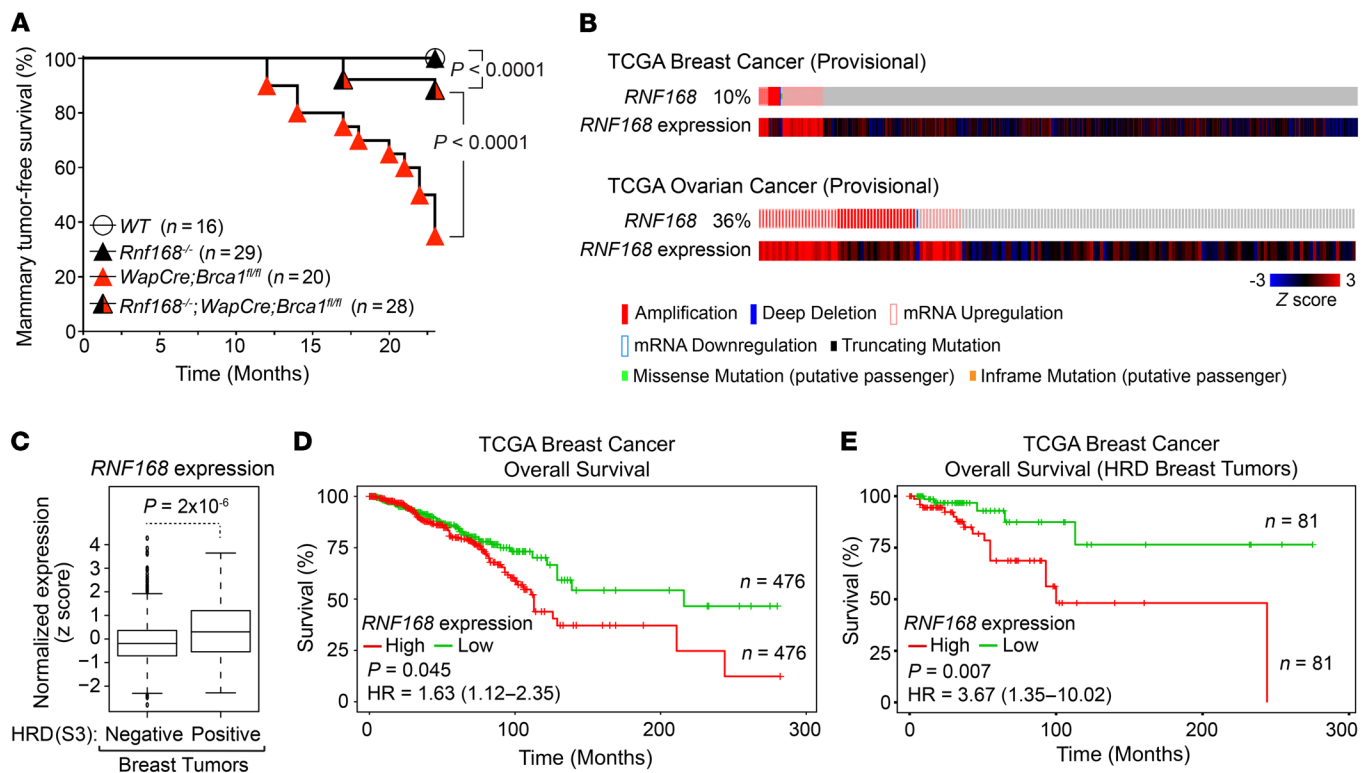 A
Mammary tumor-free survival (%)
100
80
60
40
20
0
P < 0.0001
P < 0.0001
WT (n = 16)
Rnf168-/- (n = 29)
WapCre;Brca1fl/fl (n = 20)
Rnf168-/-;WapCre;Brca1fl/fl (n = 28)
0 5 10 15 20 25
Time (Months)
B
TCGA Breast Cancer (Provisional)
RNF168 10%
RNF168 expression
TCGA Ovarian Cancer (Provisional)
RNF168 36%
RNF168 expression
-3 3
Z score
Amplification Deep Deletion mRNA Upregulation
mRNA Downregulation Truncating Mutation
Missense Mutation (putative passenger) Inframe Mutation (putative passenger)
C
RNF168 expression
P = 2x10-6
Normalized expression
(z score)
4
3
2
1
0
−1
−2
HRD(S3): Negative Positive
Breast Tumors
D
TCGA Breast Cancer
Overall Survival
Survival (%)
100
75
50
25
0
n = 476
n = 476
RNF168 expression
High Low
P = 0.045
HR = 1.63 (1.12–2.35)
0 100 200 300
Time (Months)
E
TCGA Breast Cancer
Overall Survival (HRD Breast Tumors)
Survival (%)
100
75
50
25
0
n = 81
n = 81
RNF168 expression
High Low
P = 0.007
HR = 3.67 (1.35–10.02)
0 100 200 300
Time (Months)